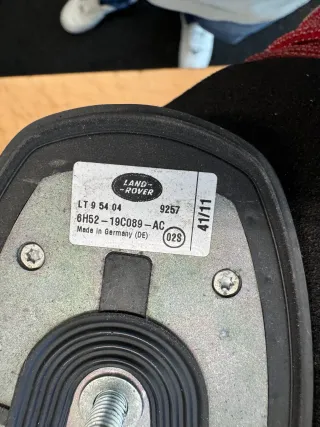 LAND-
-ROVER
LT 9 54 04 9257
6H52-19C089-AC
Made in Germany (DE)
02S
41/11